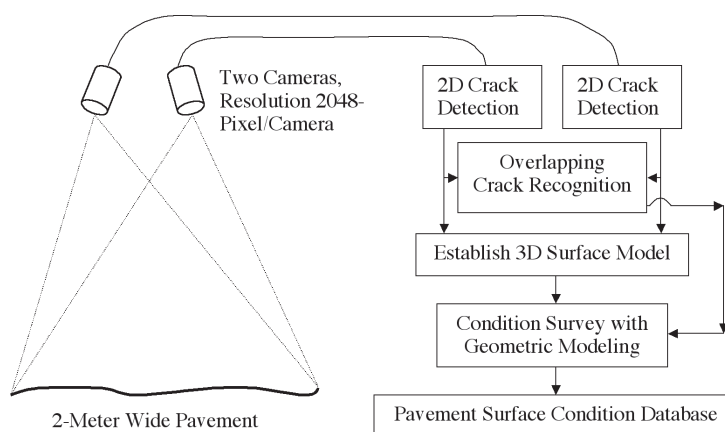 Two Cameras,
Resolution 2048-
Pixel/Camera
2D Crack
Detection
2D Crack
Detection
Overlapping
Crack Recognition
Establish 3D Surface Model
Condition Survey with
Geometric Modeling
Pavement Surface Condition Database
2-Meter Wide Pavement